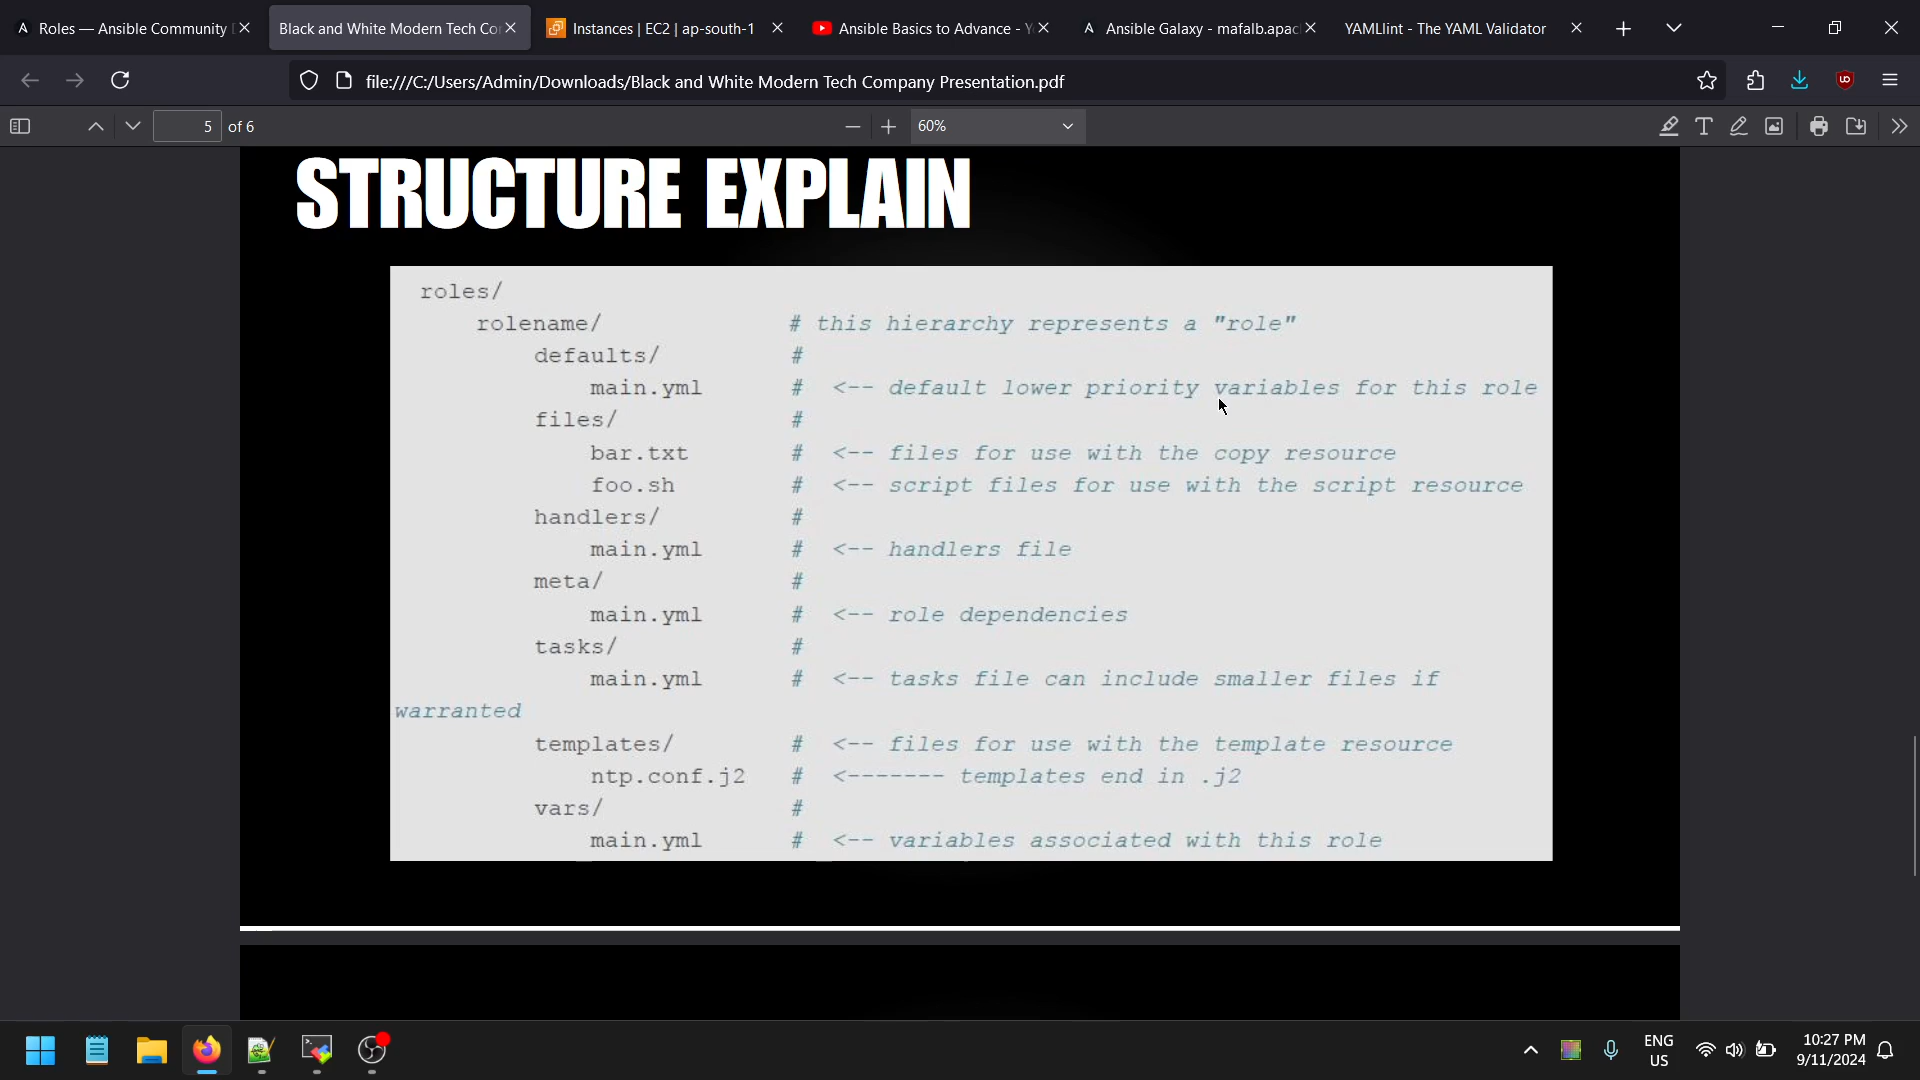 Roles — Ansible Community D
Black and White Modern Tech Co
Instances | EC2 | ap-south-1
Ansible Basics to Advance - Y
Ansible Galaxy - mafalb.apac
YAMLlint - The YAML Validator
file:///C:/Users/Admin/Downloads/Black and White Modern Tech Company Presentation.pdf
5 of 6
60%
STRUCTURE EXPLAIN
roles/
rolename/ # this hierarchy represents a "role"
defaults/ #
main.yml # <-- default lower priority variables for this role
files/ #
bar.txt # <-- files for use with the copy resource
foo.sh # <-- script files for use with the script resource
handlers/ #
main.yml # <-- handlers file
meta/ #
main.yml # <-- role dependencies
tasks/ #
main.yml # <-- tasks file can include smaller files if
warranted
templates/ # <-- files for use with the template resource
ntp.conf.j2 # <------- templates end in .j2
vars/ #
main.yml # <-- variables associated with this role
ENG
US
10:27 PM
9/11/2024